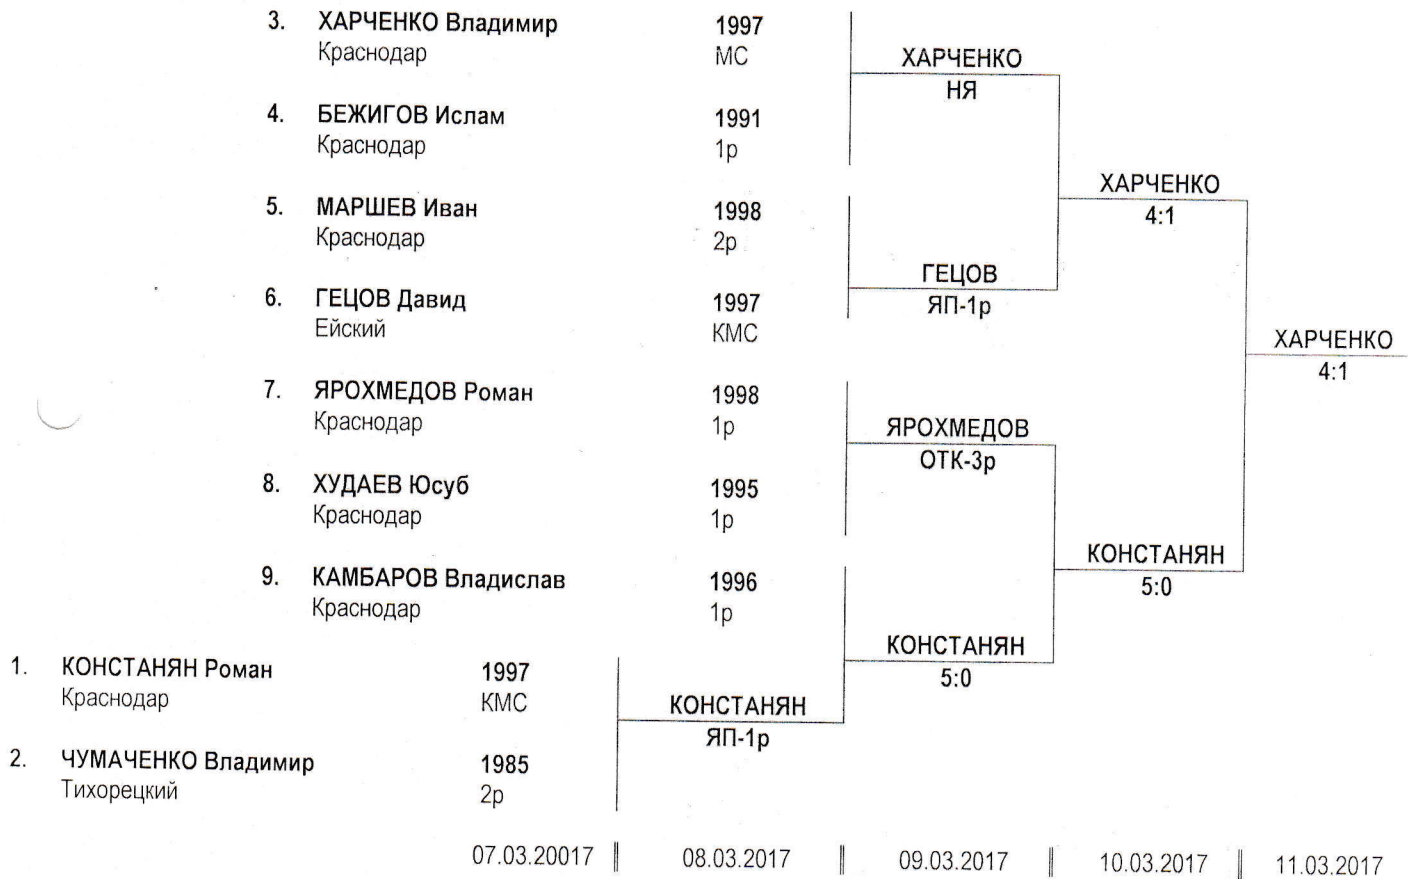 3. ХАРЧЕНКО Владимир 1997
Краснодар МС
ХАРЧЕНКО
НЯ
4. БЕЖИГОВ Ислам 1991
Краснодар 1р
ХАРЧЕНКО
4:1
5. МАРШЕВ Иван 1998
Краснодар 2р
ГЕЦОВ
ЯП-1р
6. ГЕЦОВ Давид 1997
Ейский КМС
ХАРЧЕНКО
4:1
7. ЯРОХМЕДОВ Роман 1998
Краснодар 1р
ЯРОХМЕДОВ
ОТК-3р
8. ХУДАЕВ Юсуб 1995
Краснодар 1р
КОНСТАНЯН
5:0
9. КАМБАРОВ Владислав 1996
Краснодар 1р
КОНСТАНЯН
5:0
1. КОНСТАНЯН Роман 1997
Краснодар КМС
КОНСТАНЯН
ЯП-1р
2. ЧУМАЧЕНКО Владимир 1985
Тихорецкий 2р
07.03.20017 08.03.2017 09.03.2017 10.03.2017 11.03.2017